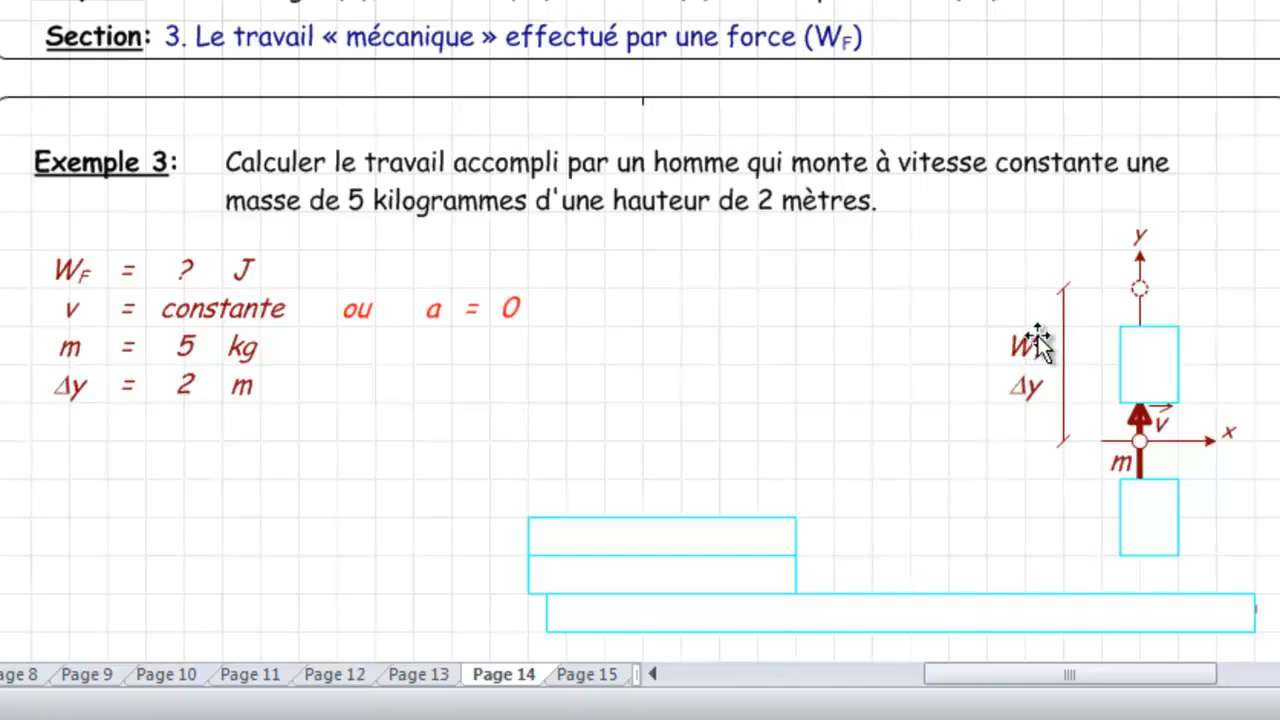 Section: 3. Le travail « mécanique » effectué par une force (WF)
Exemple 3: Calculer le travail accompli par un homme qui monte à vitesse constante une
masse de 5 kilogrammes d'une hauteur de 2 mètres.
WF = ? J
v = constante ou a = 0
m = 5 kg
Δy = 2 m
y
W
Δy
v
x
m
Page 9 Page 10 Page 11 Page 12 Page 13 Page 14 Page 15